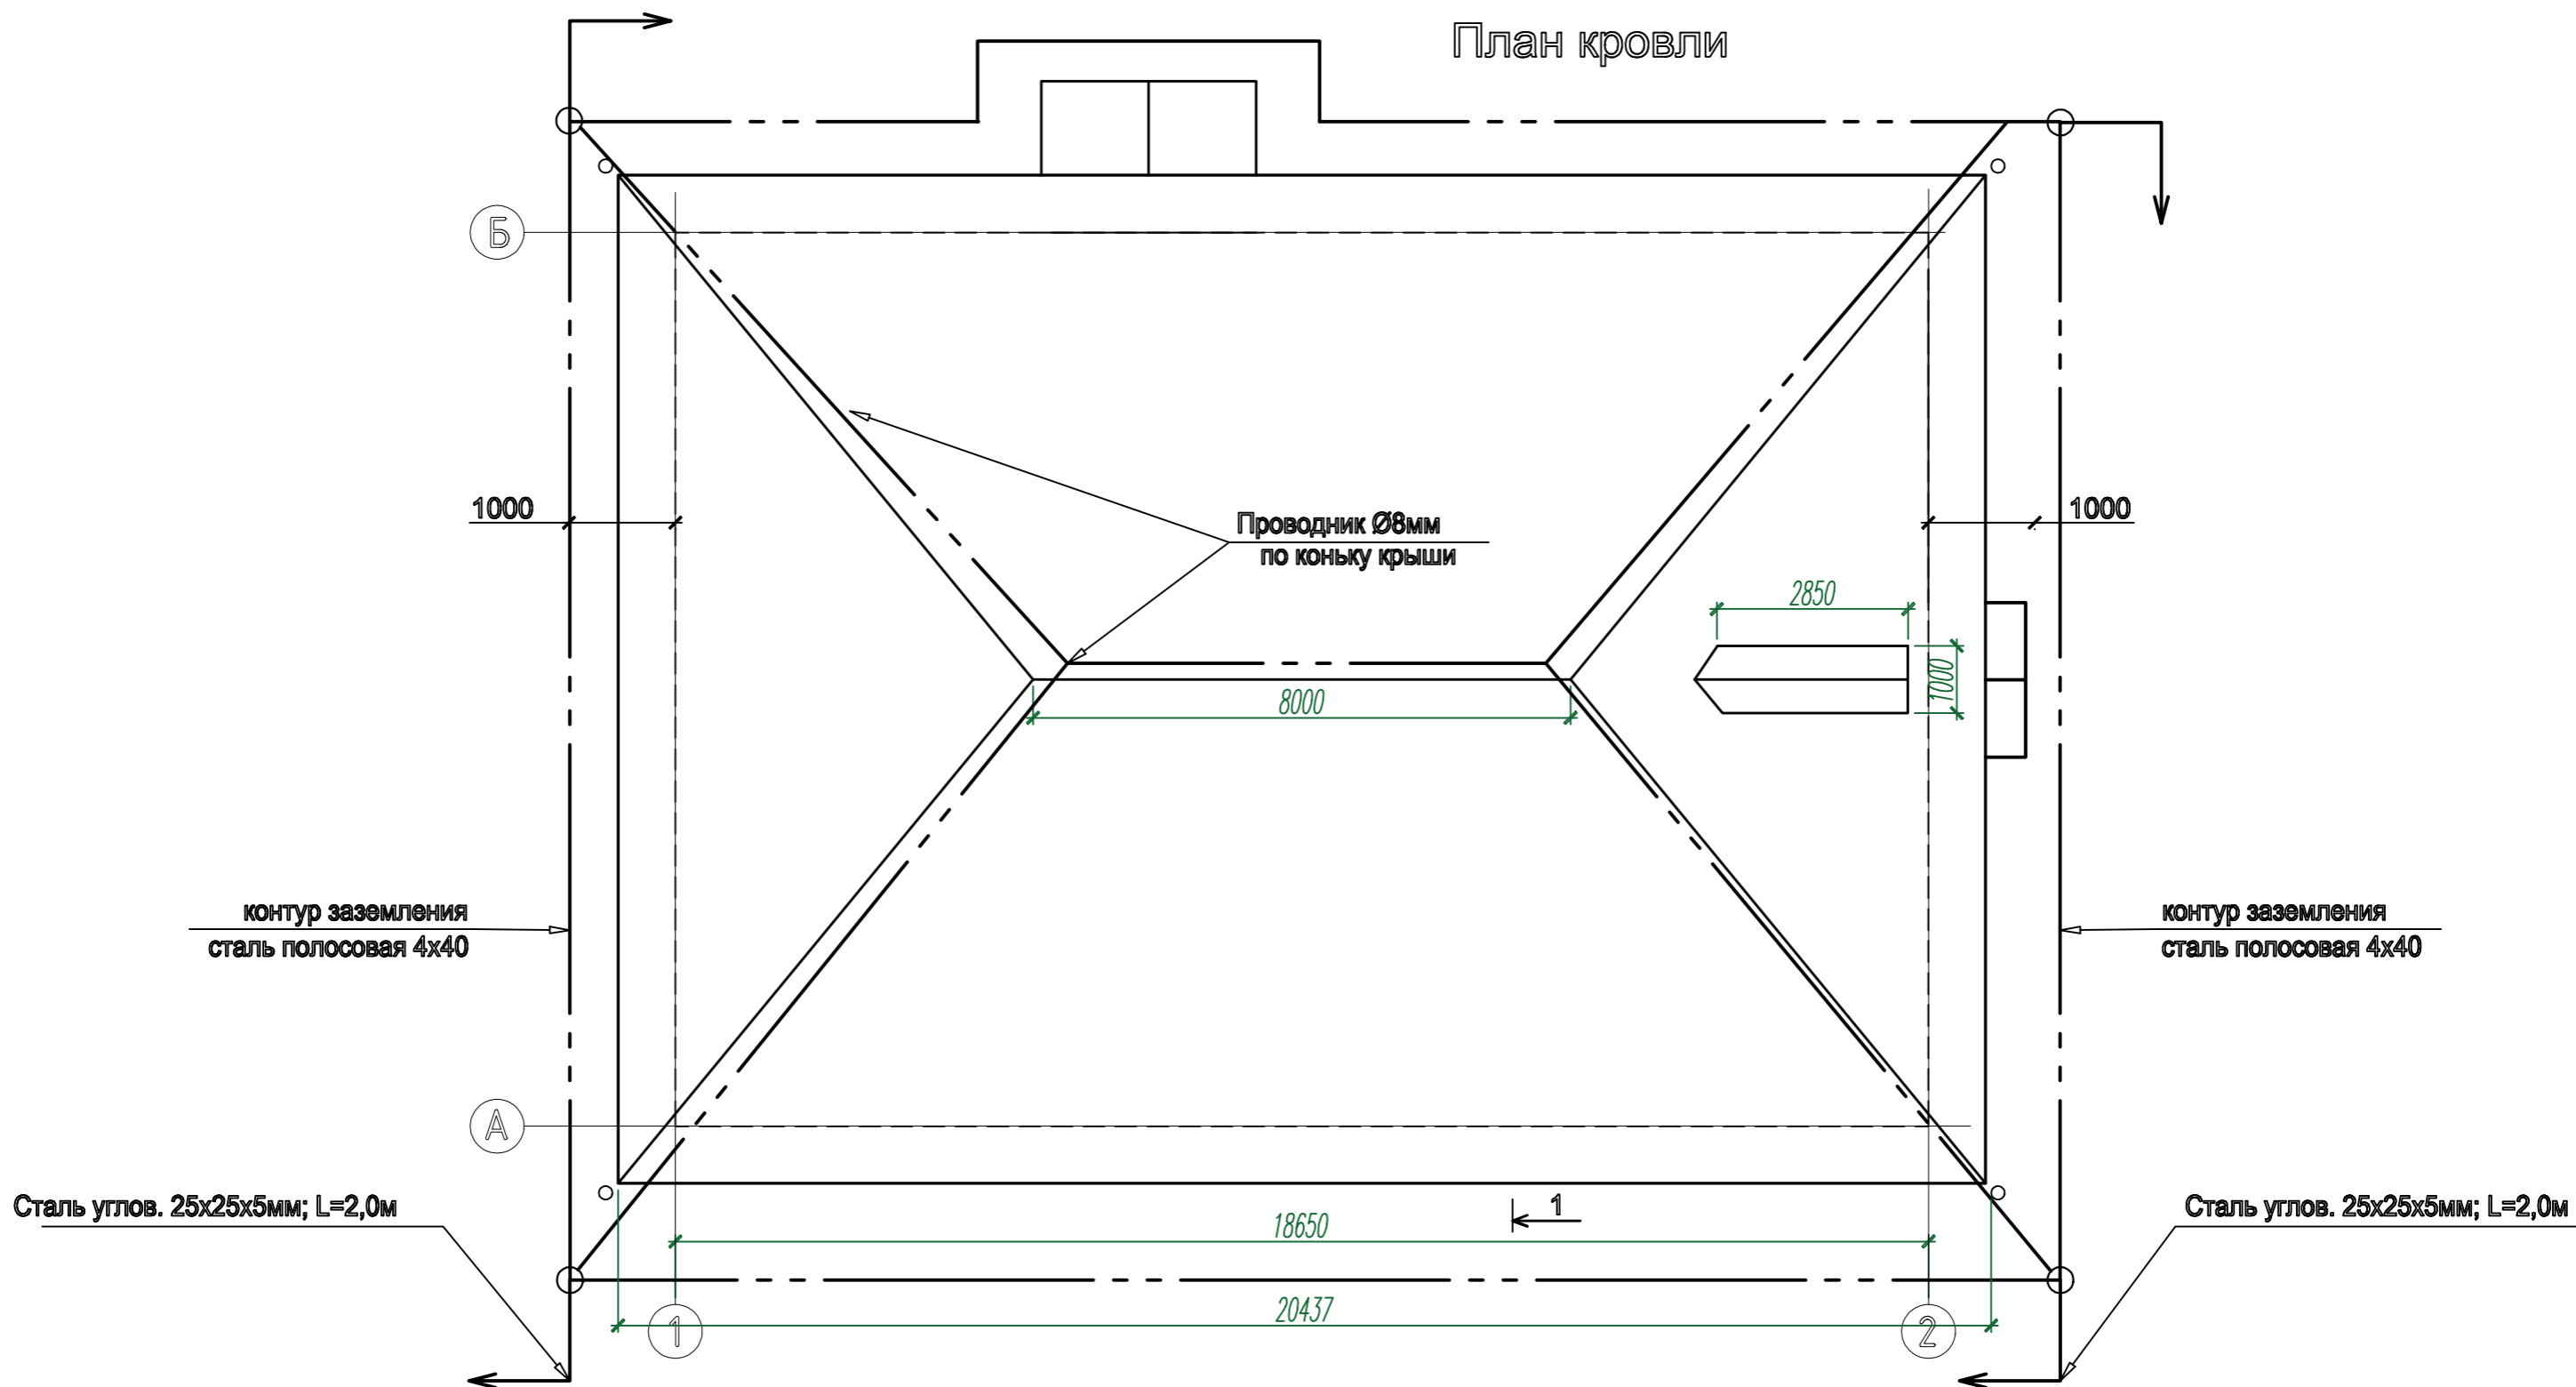 План кровли
Б
1000
1000
Проводник Ø8мм
по коньку крыши
2850
1000
8000
контур заземления
сталь полосовая 4х40
контур заземления
сталь полосовая 4х40
А
Сталь углов. 25х25х5мм; L=2,0м
1
Сталь углов. 25х25х5мм; L=2,0м
18650
20437
1
2